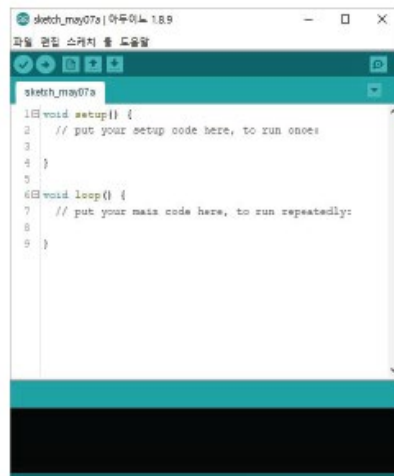 sketch_may07a | 아두이노 1.8.9
파일 편집 스케치 툴 도움말
sketch_may07a
1 void setup() {
2 // put your setup code here, to run once:
3
4 }
5
6 void loop() {
7 // put your main code here, to run repeatedly:
8
9 }